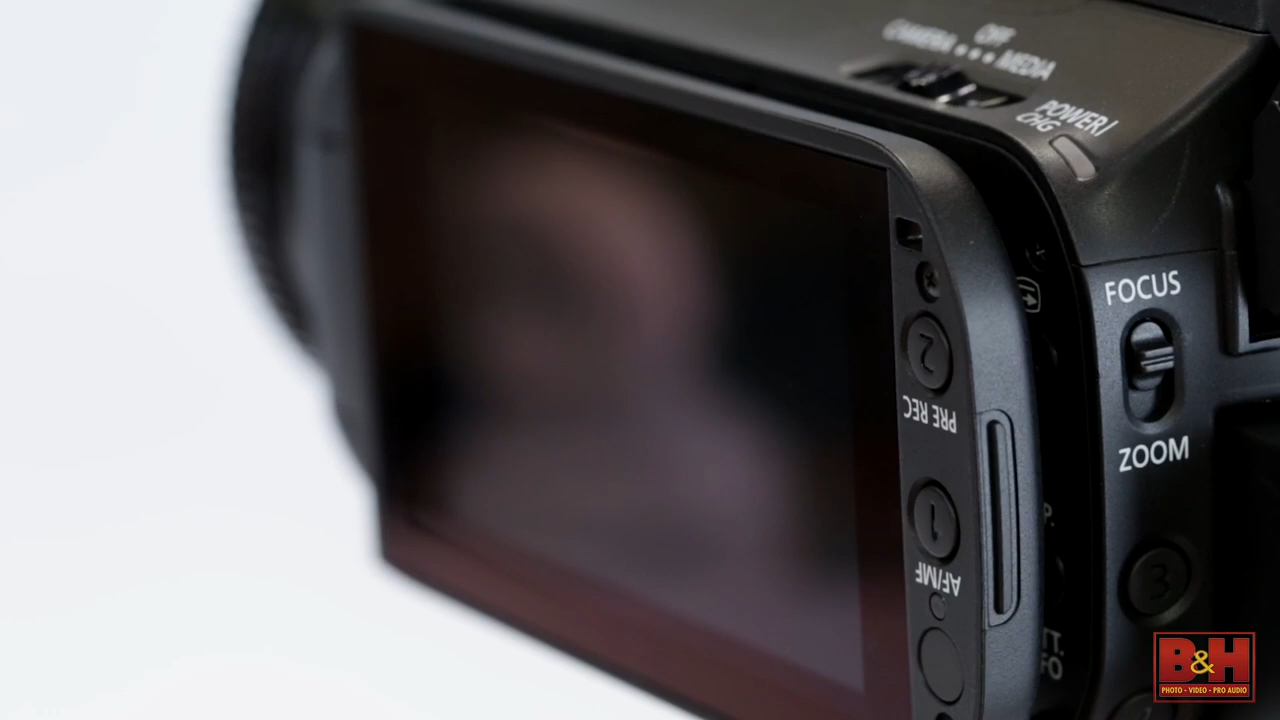 OFF
CAMERA
MEDIA
POWER/
CHG
FOCUS
2
PRE REC
ZOOM
P.
1
AF/MF
3
B&H
PHOTO - VIDEO - PRO AUDIO